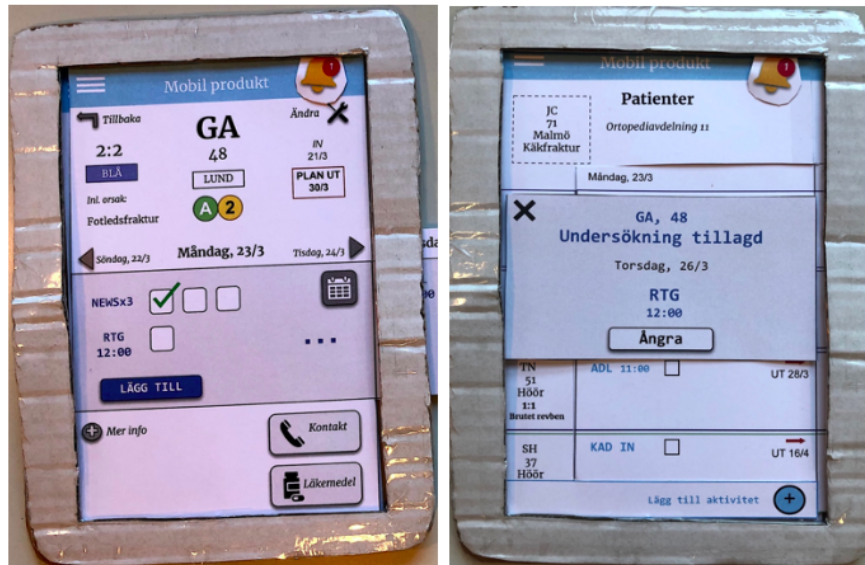 Mobil produkt
1
Tillbaka
GA
Ändra
48
2:2
IN
21/3
BLÅ
LUND
PLAN UT
30/3
Inl. orsak:
A 2
Fotledsfraktur
Söndag, 22/3
Måndag, 23/3
Tisdag, 24/3
NEWSx3
RTG
12:00
...
LÄGG TILL
Mer info
Kontakt
Läkemedel
Mobil produkt
1
JC
71
Malmö
Käkfraktur
Patienter
Ortopediavdelning 11
Måndag, 23/3
GA, 48
Undersökning tillagd
Torsdag, 26/3
RTG
12:00
Ångra
TN
51
Höör
1:1
Brutet revben
ADL 11:00
UT 28/3
SH
37
Höör
KAD IN
UT 16/4
Lägg till aktivitet